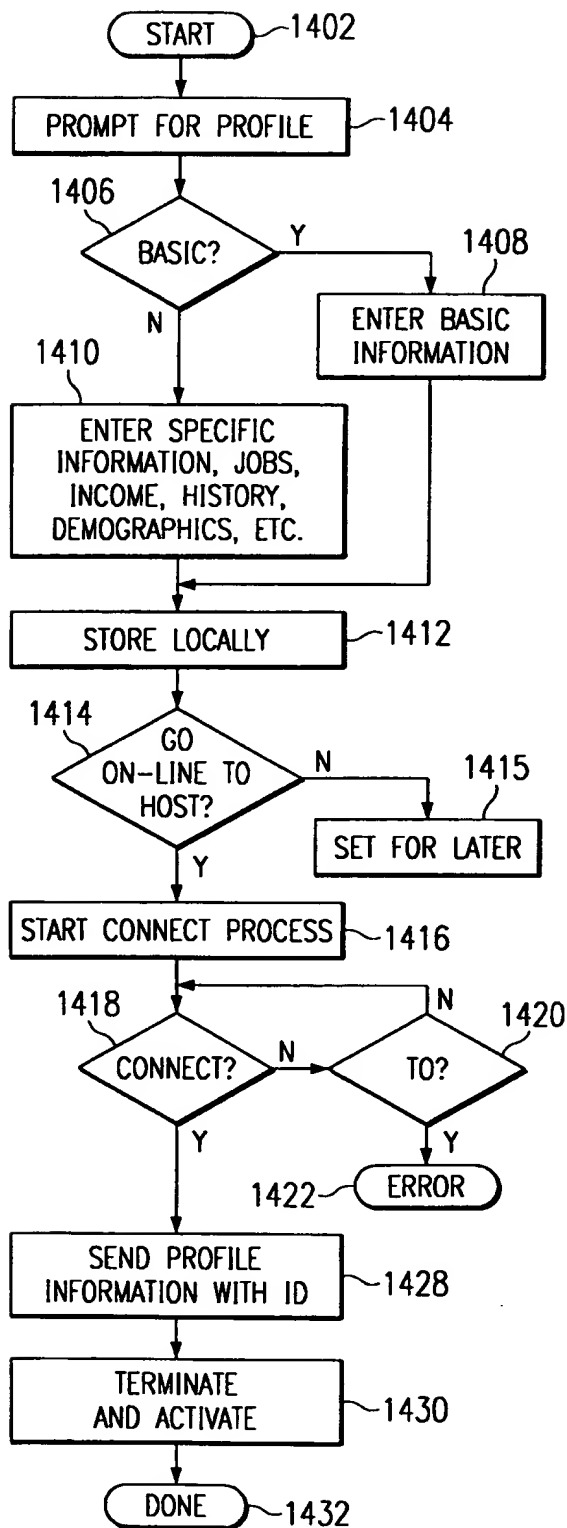 START
1402
PROMPT FOR PROFILE
1404
1406
BASIC?
Y
N
1408
ENTER BASIC
INFORMATION
1410
ENTER SPECIFIC
INFORMATION, JOBS,
INCOME, HISTORY,
DEMOGRAPHICS, ETC.
STORE LOCALLY
1412
1414
GO
ON-LINE TO
HOST?
N
Y
1415
SET FOR LATER
START CONNECT PROCESS
1416
1418
CONNECT?
N
Y
1420
TO?
N
Y
1422
ERROR
SEND PROFILE
INFORMATION WITH ID
1428
TERMINATE
AND ACTIVATE
1430
DONE
1432